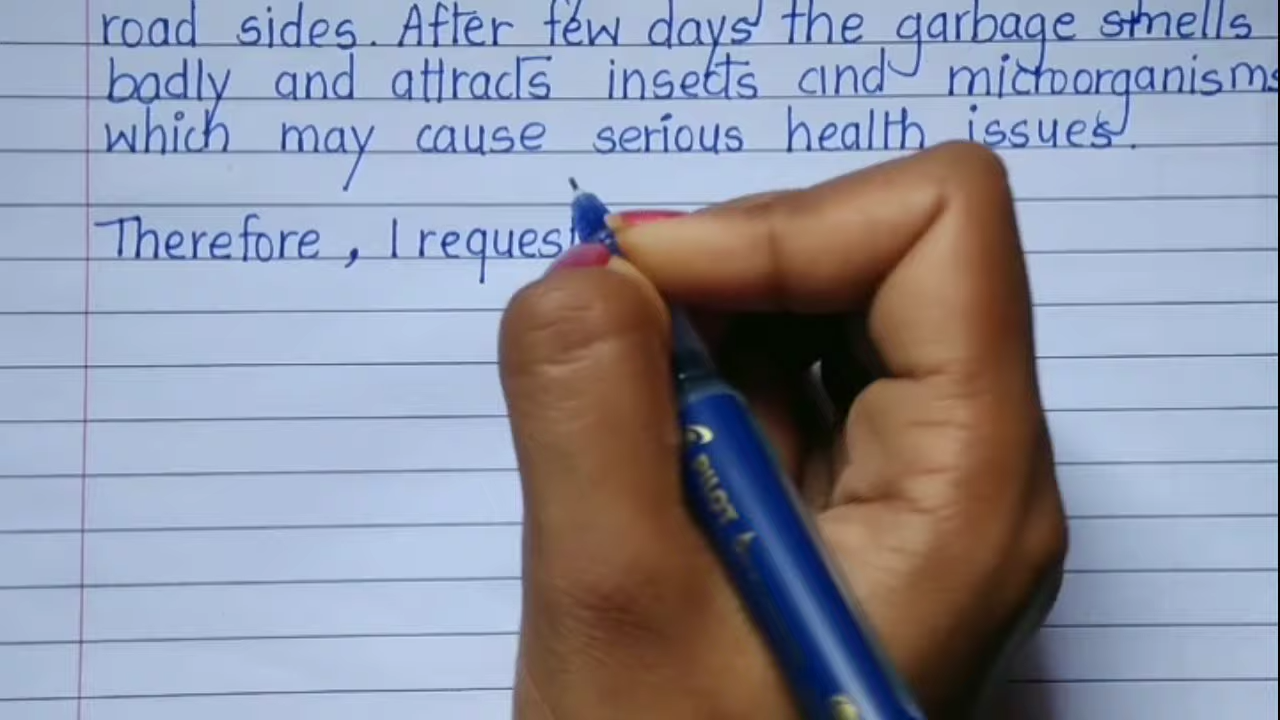 road sides. After few days the garbage smells
badly and attracts insects and microorganisms
which may cause serious health issues.
Therefore, I request
PILOT